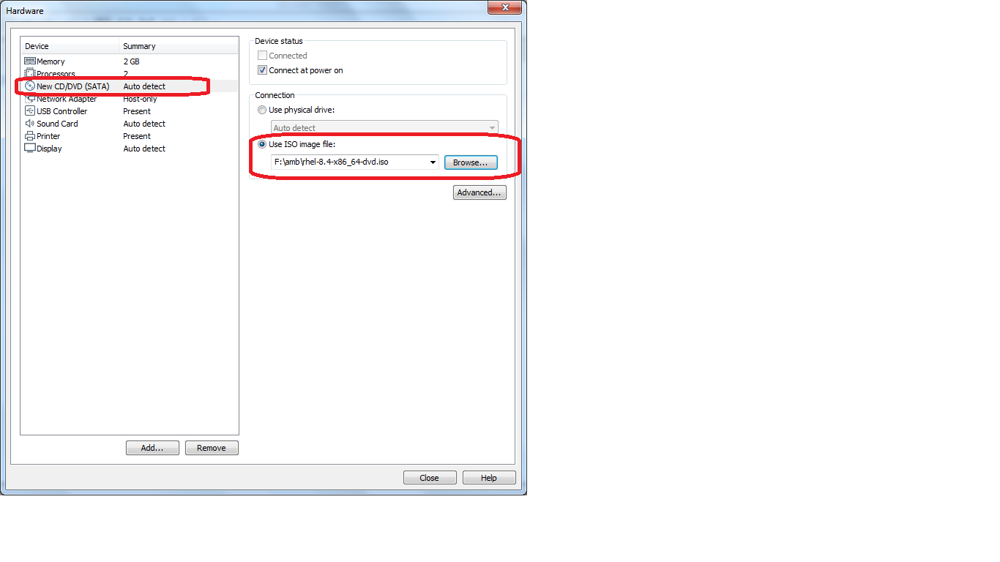 Hardware
Device Summary
Memory 2 GB
Processors 2
New CD/DVD (SATA) Auto detect
Network Adapter Host-only
USB Controller Present
Sound Card Auto detect
Printer Present
Display Auto detect
Add... Remove
Device status
Connected
Connect at power on
Connection
Use physical drive:
Auto detect
Use ISO image file:
F:\amb\rhel-8.4-x86_64-dvd.iso Browse...
Advanced...
Close Help